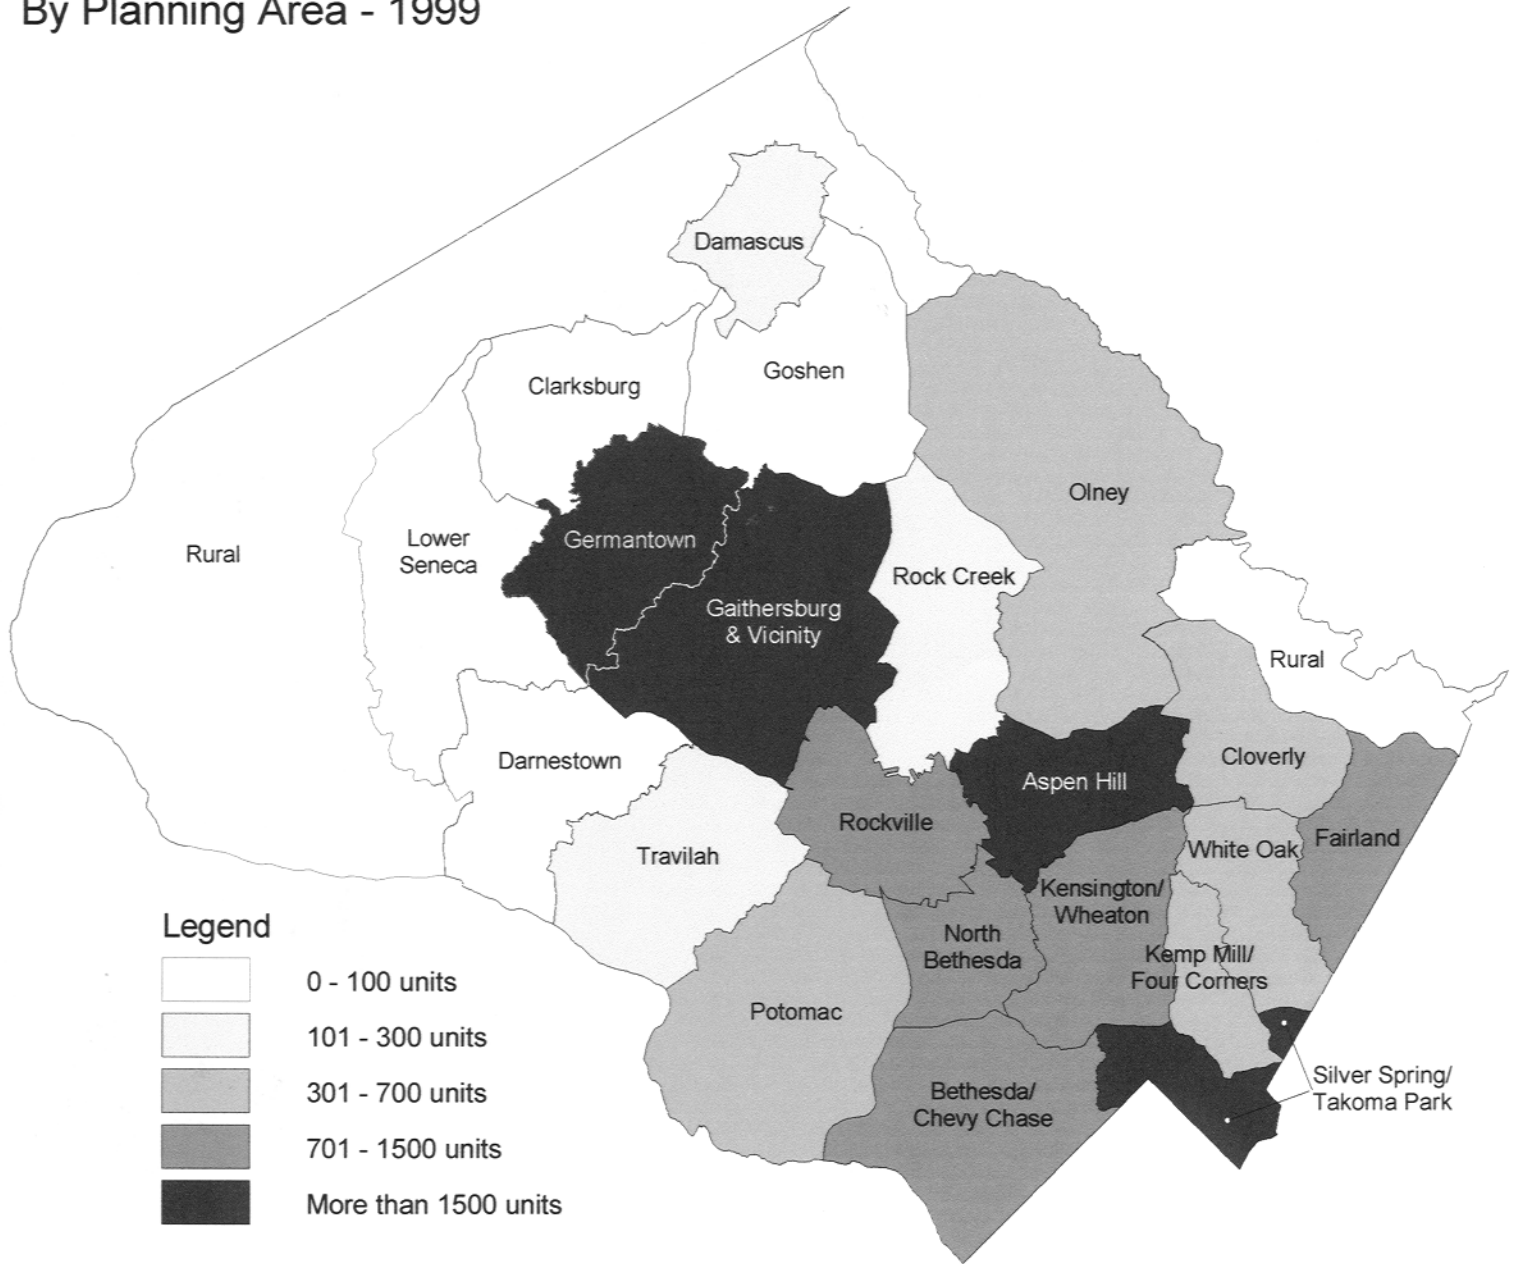 By Planning Area - 1999
Damascus
Goshen
Clarksburg
Olney
Rural
Lower
Seneca
Germantown
Rock Creek
Gaithersburg
& Vicinity
Rural
Darnestown
Cloverly
Aspen Hill
Rockville
Travilah
White Oak
Fairland
Kensington/
Wheaton
North
Bethesda
Kemp Mill/
Four Corners
Potomac
Bethesda/
Chevy Chase
Silver Spring/
Takoma Park
Legend
0 - 100 units
101 - 300 units
301 - 700 units
701 - 1500 units
More than 1500 units